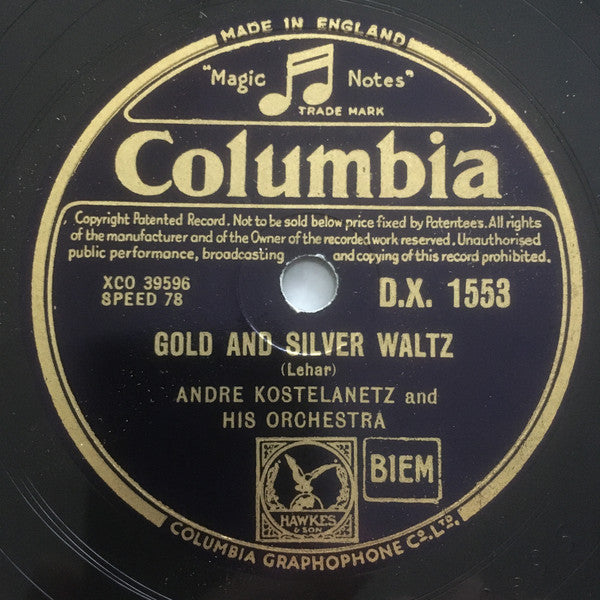 MADE IN ENGLAND
"Magic Notes"
TRADE MARK
Columbia
Copyright Patented Record. Not to be sold below price fixed by Patentees. All rights
of the manufacturer and of the Owner of the recorded work reserved. Unauthorised
public performance, broadcasting and copying of this record prohibited.
XCO 39596
SPEED 78
D.X. 1553
GOLD AND SILVER WALTZ
(Lehar)
ANDRE KOSTELANETZ and
HIS ORCHESTRA
HAWKES
& SON
BIEM
COLUMBIA GRAPHOPHONE CO. LTD.